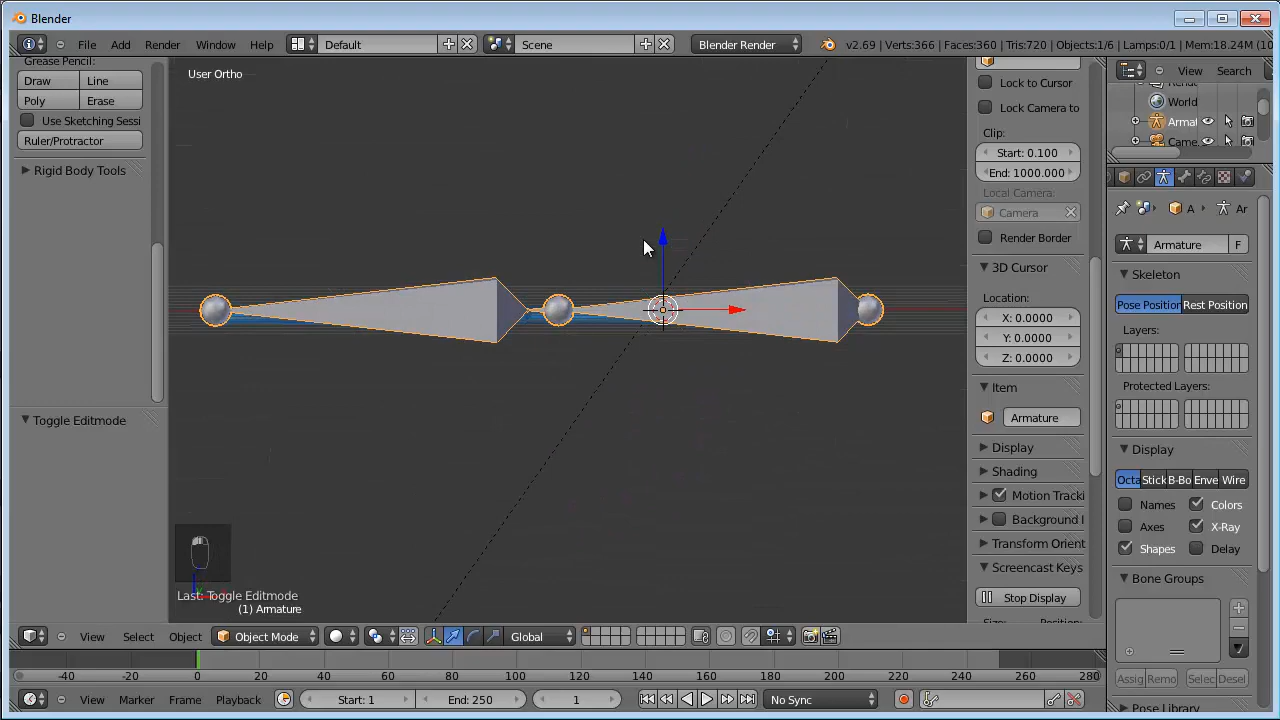 Blender
File Add Render Window Help Default Scene Blender Render v2.69 | Verts:366 | Faces:360 | Tris:720 | Objects:1/6 | Lamps:0/1 | Mem:18.24M (10
Grease Pencil:
Draw Line
Poly Erase
Use Sketching Sessi
Ruler/Protractor
Rigid Body Tools
Toggle Editmode
User Ortho
Last: Toggle Editmode
(1) Armature
Lock to Cursor
Lock Camera to
Clip:
Start: 0.100
End: 1000.000
Local Camera:
Camera
Render Border
3D Cursor
Location:
X: 0.0000
Y: 0.0000
Z: 0.0000
Item
Armature
Display
Shading
Motion Tracki
Background I
Transform Orient
Screencast Keys
Stop Display
View Search
World
Armat
Came
A Ar
Armature F
Skeleton
Pose Position Rest Position
Layers:
Protected Layers:
Display
Octa Stick B-Bo Enve Wire
Names Colors
Axes X-Ray
Shapes Delay
Bone Groups
Assig Remo Selec Desel
Pose Library
View Select Object Object Mode Global
-40 -20 0 20 40 60 80 100 120 140 160 180 200 220 240 260 280
View Marker Frame Playback Start: 1 End: 250 1 No Sync